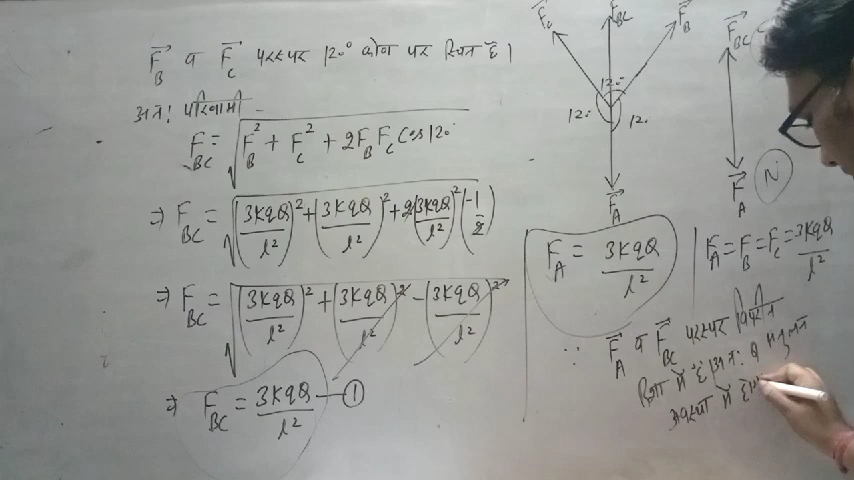 F⃗_B व F⃗_C परस्पर 120° कोण पर स्थित हैं।
अतः परिणामी -
F_BC = √(F_B² + F_C² + 2F_B F_C Cos120°)
⇒ F_BC = √((3KqQ/l²)² + (3KqQ/l²)² + 2(3KqQ/l²)²(-1/2))
⇒ F_BC = √((3KqQ/l²)² + (3KqQ/l²)² - (3KqQ/l²)²)
⇒ F_BC = 3KqQ/l² — ①
F⃗_C F⃗_BC F⃗_B
120°
120 120
F⃗_A
F⃗_BC
F⃗_A
N
F_A = 3KqQ/l²
F_A = F_B = F_C = 3KqQ/l²
∵ F⃗_A व F⃗_BC परस्पर विपरीत
दिशा में हैं अतः Q
अवस्था में